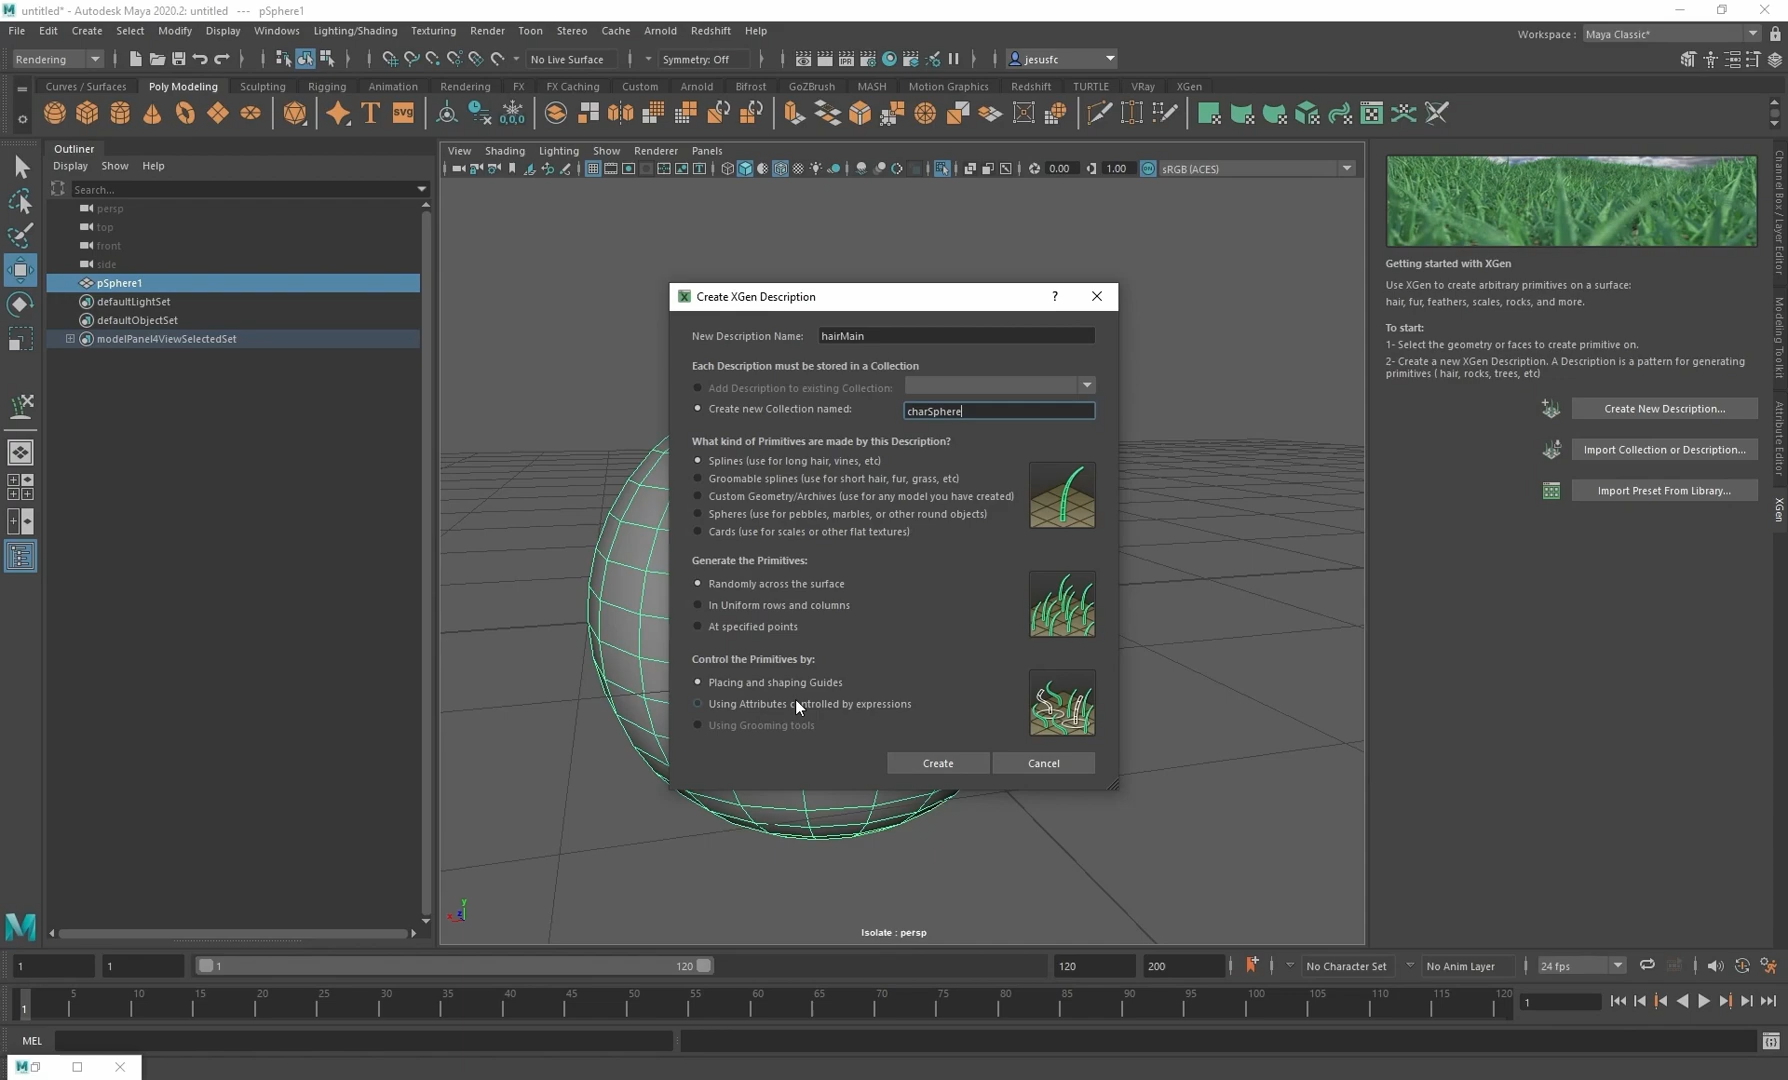 untitled* - Autodesk Maya 2020.2: untitled --- pSphere1
File Edit Create Select Modify Display Windows Lighting/Shading Texturing Render Toon Stereo Cache Arnold Redshift Help
Workspace : Maya Classic*
Rendering
No Live Surface
Symmetry: Off
jesusfc
Curves / Surfaces Poly Modeling Sculpting Rigging Animation Rendering FX FX Caching Custom Arnold Bifrost GoZBrush MASH Motion Graphics Redshift TURTLE VRay XGen
T SVG 0,0,0
Outliner
Display Show Help
Search...
persp
top
front
side
pSphere1
defaultLightSet
defaultObjectSet
modelPanel4ViewSelectedSet
View Shading Lighting Show Renderer Panels
0.00 1.00 sRGB (ACES)
Create XGen Description
New Description Name: hairMain
Each Description must be stored in a Collection
Add Description to existing Collection:
Create new Collection named: charSphere
What kind of Primitives are made by this Description?
Splines (use for long hair, vines, etc)
Groomable splines (use for short hair, fur, grass, etc)
Custom Geometry/Archives (use for any model you have created)
Spheres (use for pebbles, marbles, or other round objects)
Cards (use for scales or other flat textures)
Generate the Primitives:
Randomly across the surface
In Uniform rows and columns
At specified points
Control the Primitives by:
Placing and shaping Guides
Using Attributes controlled by expressions
Using Grooming tools
Create Cancel
Isolate : persp
Getting started with XGen
Use XGen to create arbitrary primitives on a surface:
hair, fur, feathers, scales, rocks, and more.
To start:
1- Select the geometry or faces to create primitive on.
2- Create a new XGen Description. A Description is a pattern for generating
primitives ( hair, rocks, trees, etc)
Create New Description...
Import Collection or Description...
Import Preset From Library...
Channel Box / Layer Editor
Modeling Toolkit
Attribute Editor
XGen
1 1 1 120 120 200 No Character Set No Anim Layer 24 fps
1 5 10 15 20 25 30 35 40 45 50 55 60 65 70 75 80 85 90 95 100 105 110 115 120 1
MEL